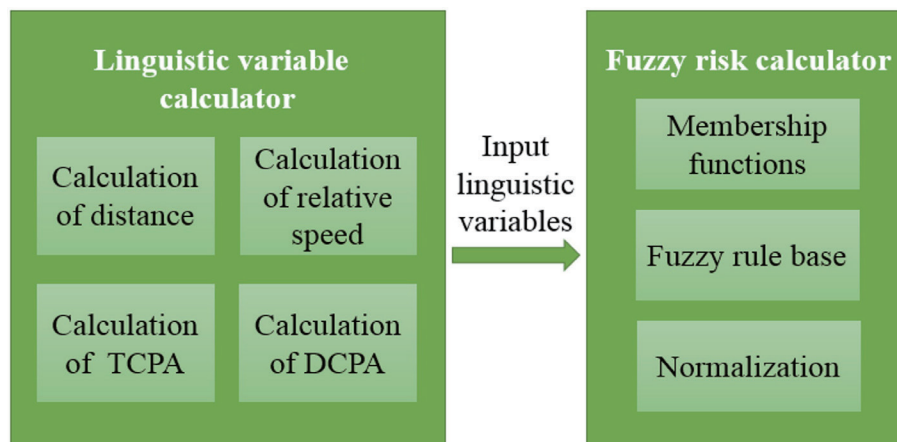 Linguistic variable
calculator
Calculation
of distance
Calculation
of relative
speed
Calculation
of TCPA
Calculation
of DCPA
Input
linguistic
variables
Fuzzy risk calculator
Membership
functions
Fuzzy rule base
Normalization